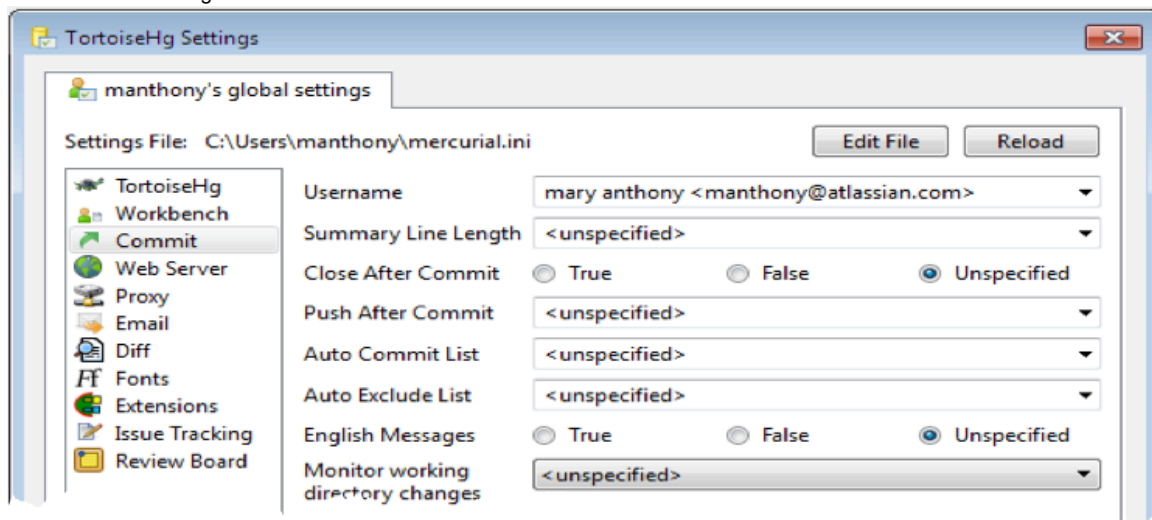 TortoiseHg Settings
manthony's global settings
Settings File: C:\Users\manthony\mercurial.ini Edit File Reload
TortoiseHg
Workbench
Commit
Web Server
Proxy
Email
Diff
Ff Fonts
Extensions
Issue Tracking
Review Board
Username mary anthony <manthony@atlassian.com>
Summary Line Length <unspecified>
Close After Commit True False Unspecified
Push After Commit <unspecified>
Auto Commit List <unspecified>
Auto Exclude List <unspecified>
English Messages True False Unspecified
Monitor working
directory changes <unspecified>